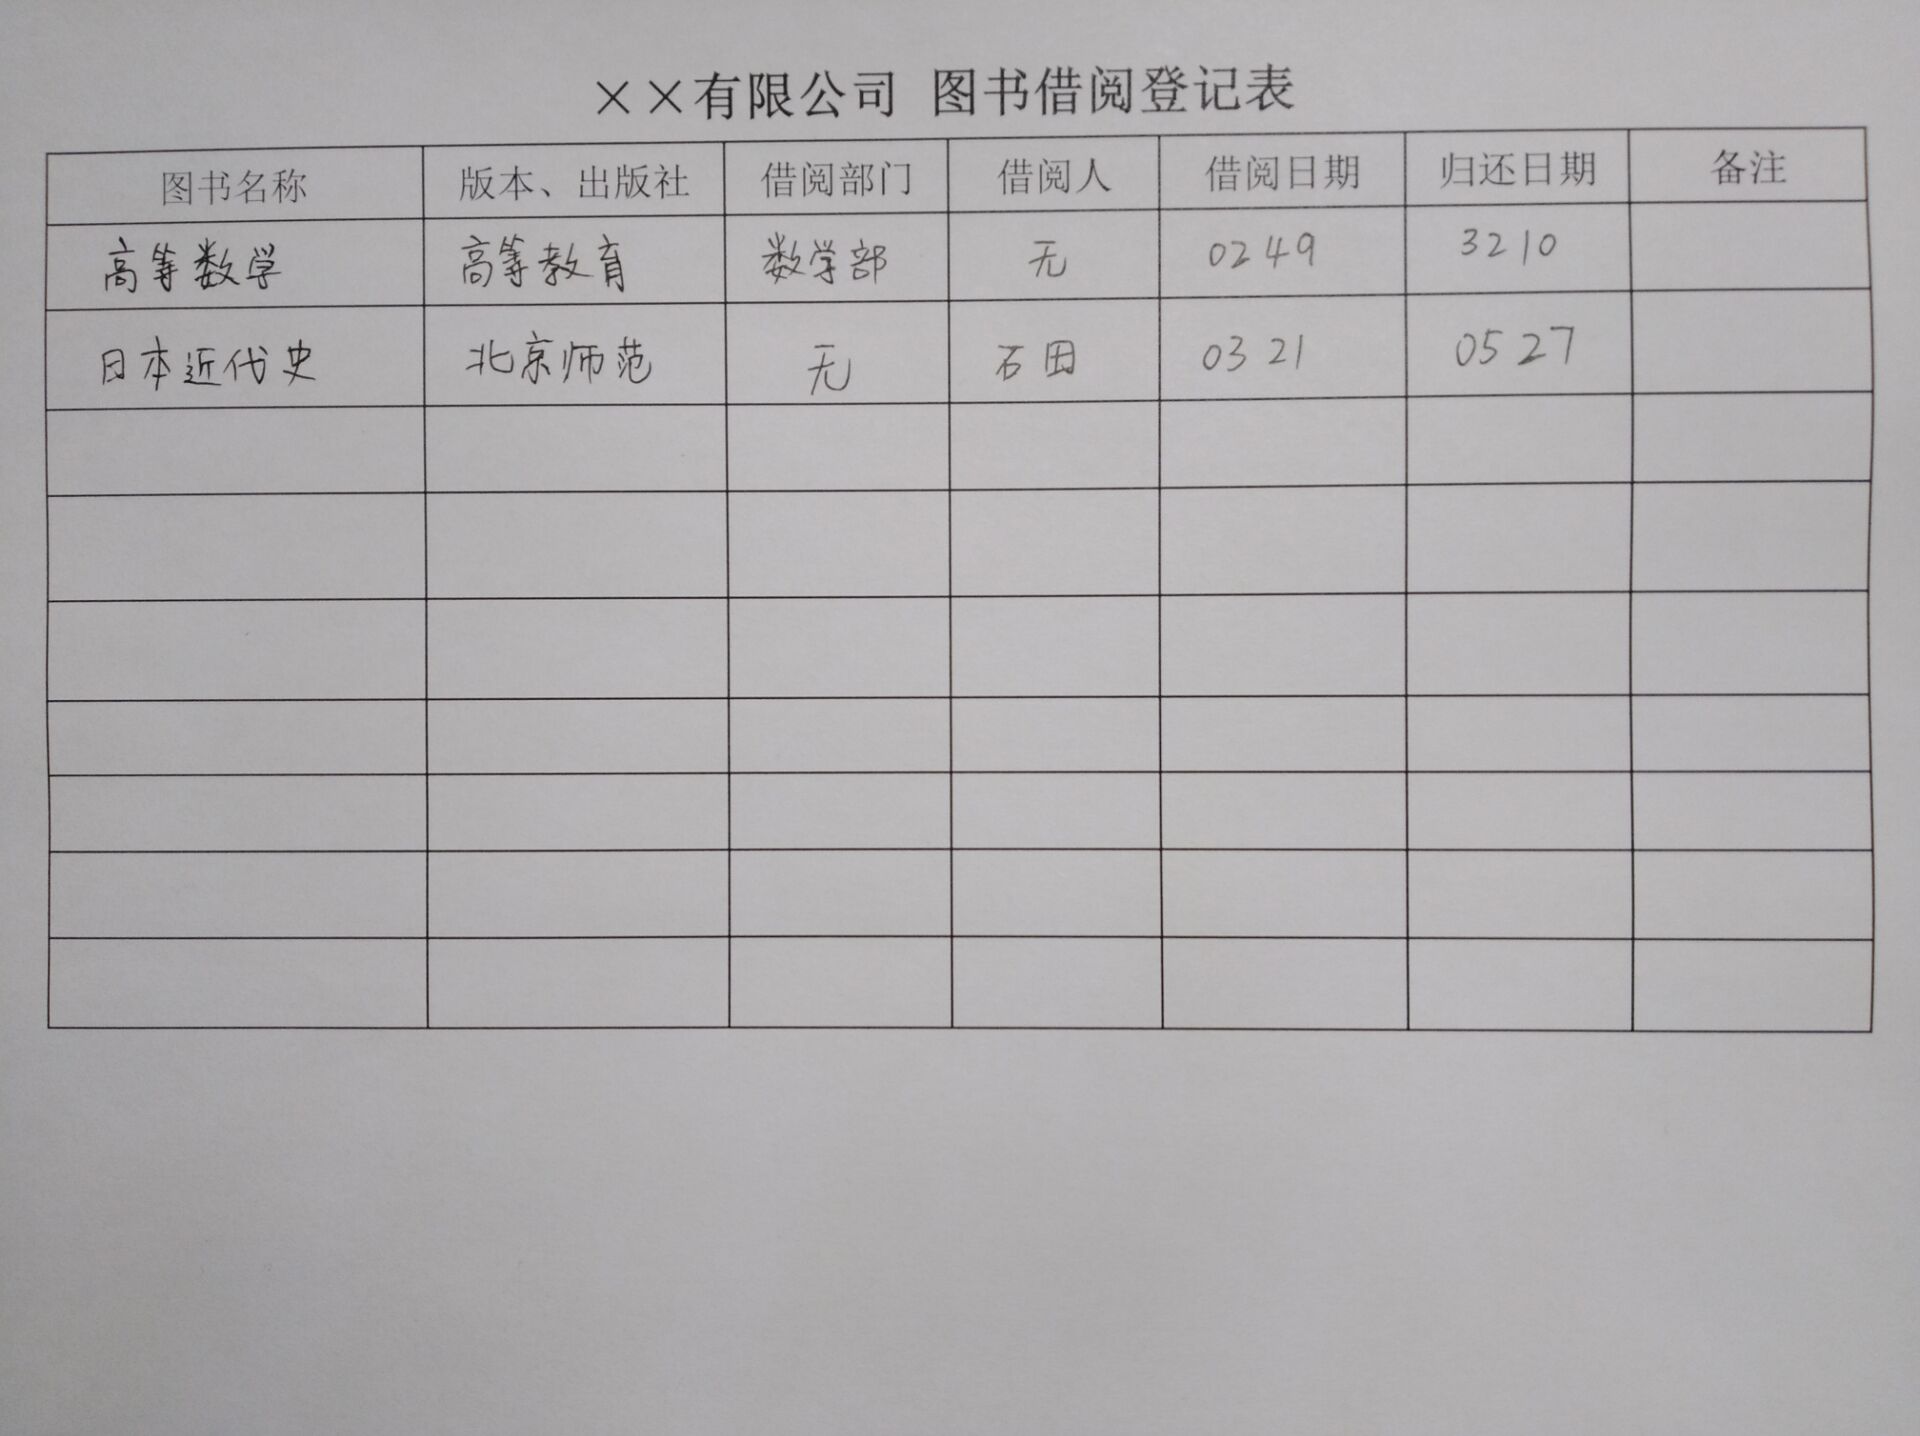 ××有限公司 图书借阅登记表
图书名称 版本、出版社 借阅部门 借阅人 借阅日期 归还日期 备注
高等数学 高等教育 数学部 无 0249 3210
日本近代史 北京师范 无 石田 0321 0527